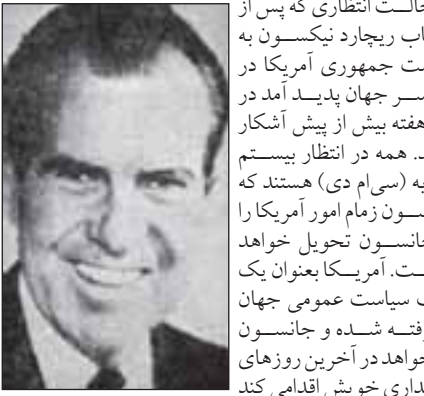 حالت انتظاری که پس از
ریچارد نیکسون به
جمهوری آمریکا در
جهان پدید آمد در
هفته بیش از پیش آشکار
همه در انتظار بیستم
(سی‌ام دی) هستند که
زمام امور آمریکا را
تحویل خواهد
آمریکا بعنوان یک
سیاست عمومی جهان
شده و جانسون
در آخرین روزهای
خویش اقدامی کند